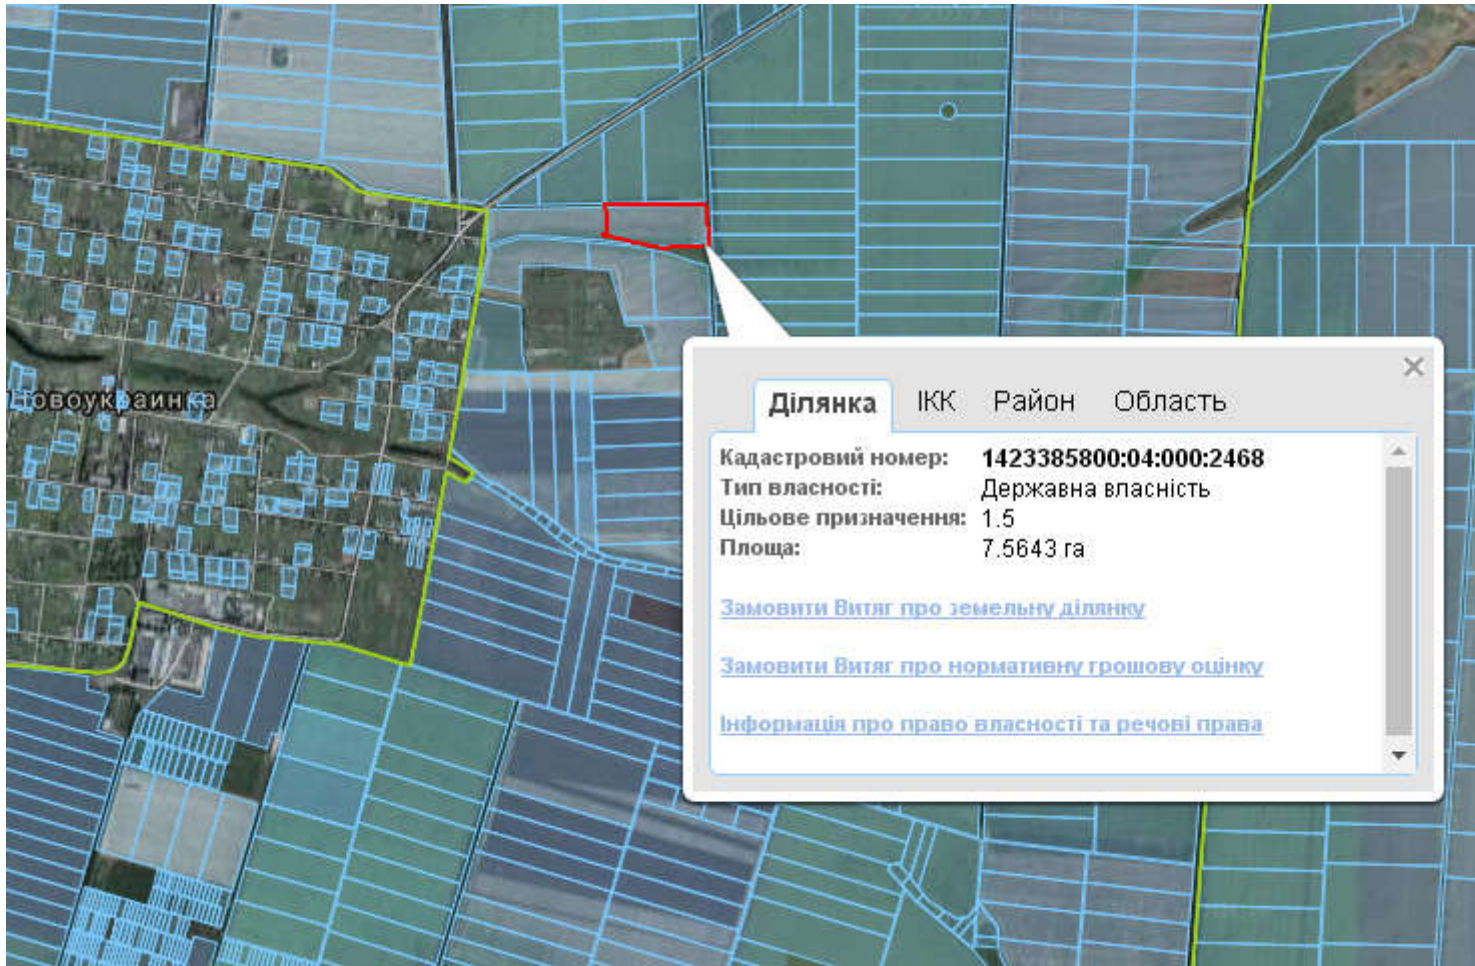 Новоукраинка
Ділянка ІКК Район Область
Кадастровий номер: 1423385800:04:000:2468
Тип власності: Державна власність
Цільове призначення: 1.5
Площа: 7.5643 га
Замовити Витяг про земельну ділянку
Замовити Витяг про нормативну грошову оцінку
Інформація про право власності та речові права